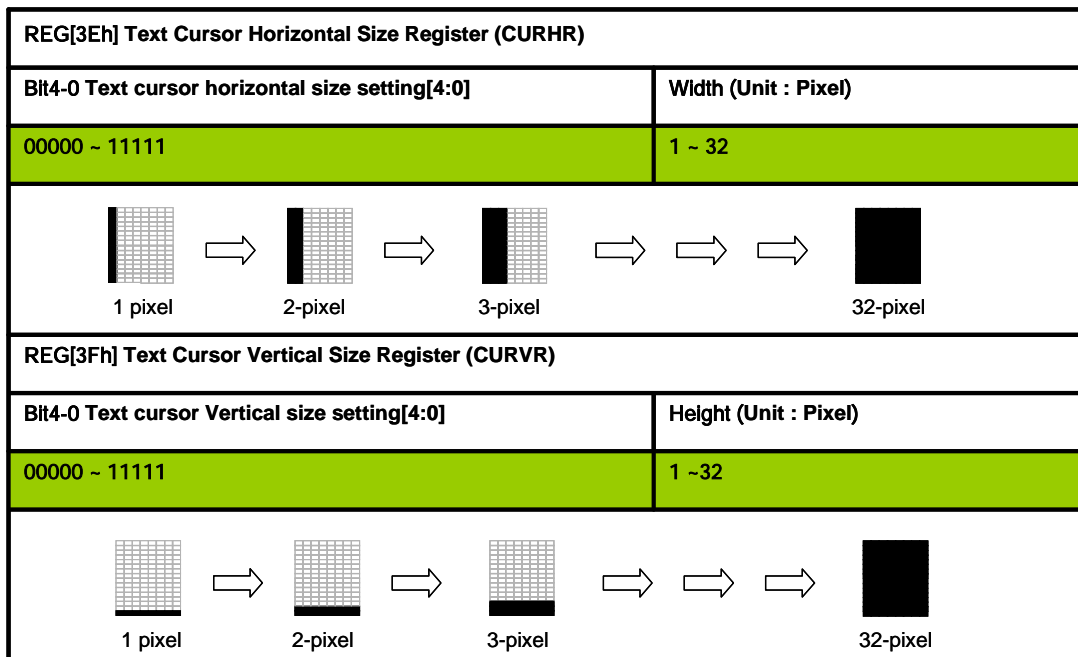 REG[3Eh] Text Cursor Horizontal Size Register (CURHR)
Bit4-0 Text cursor horizontal size setting[4:0] Width (Unit : Pixel)
00000 ~ 11111 1 ~ 32
1 pixel 2-pixel 3-pixel 32-pixel
REG[3Fh] Text Cursor Vertical Size Register (CURVR)
Bit4-0 Text cursor Vertical size setting[4:0] Height (Unit : Pixel)
00000 ~ 11111 1 ~32
1 pixel 2-pixel 3-pixel 32-pixel